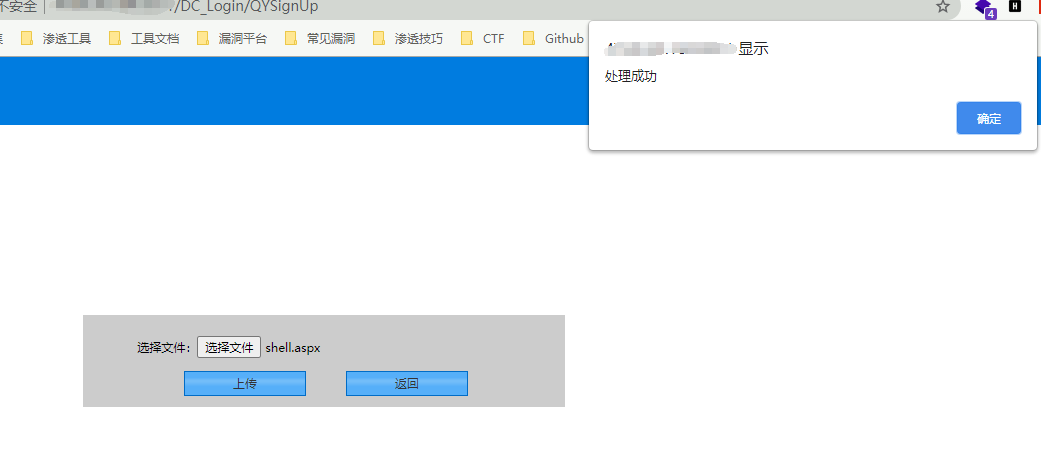 不安全 | /DC_Login/QYSignUp
4
渗透工具 工具文档 漏洞平台 常见漏洞 渗透技巧 CTF Github
显示
处理成功
确定
选择文件: 选择文件 shell.aspx
上传 返回